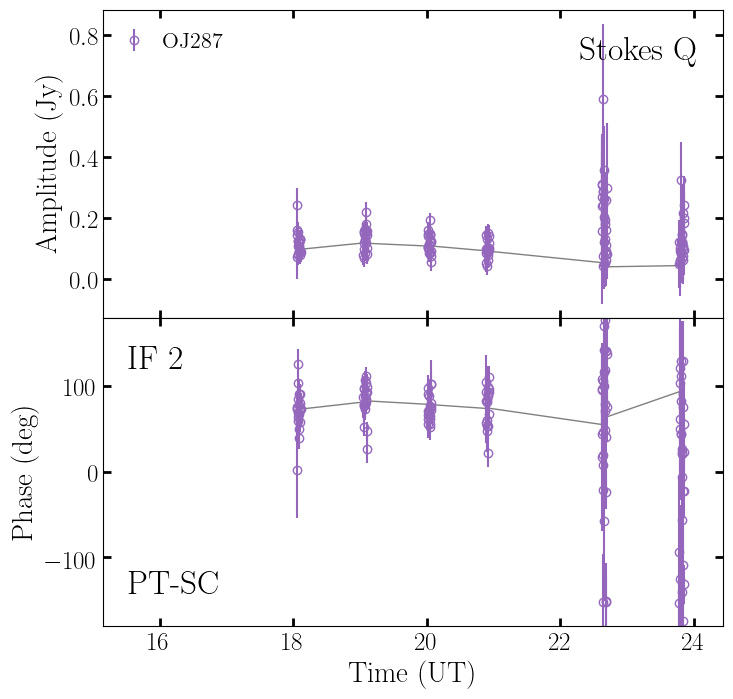 OJ287
Stokes Q
0.8
0.6
0.4
0.2
0.0
Amplitude (Jy)
IF 2
100
0
−100
Phase (deg)
PT-SC
16
18
20
22
24
Time (UT)